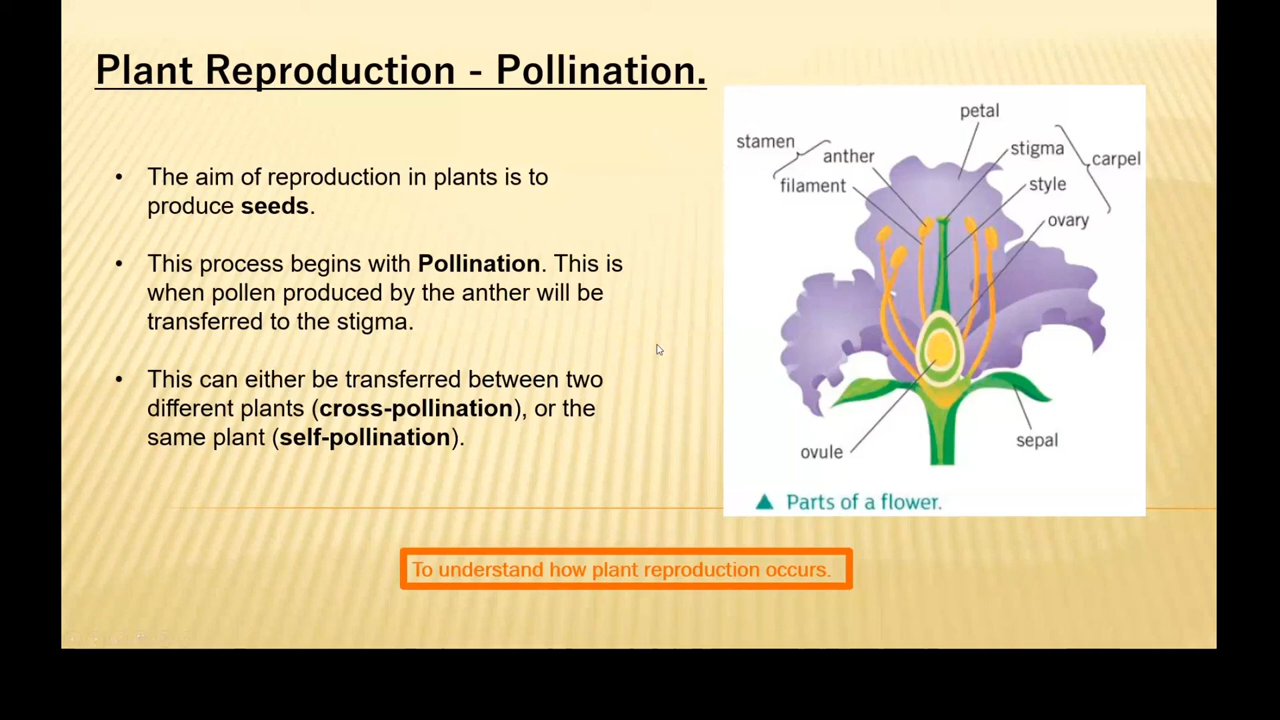 Plant Reproduction - Pollination.
• The aim of reproduction in plants is to
produce seeds.
• This process begins with Pollination. This is
when pollen produced by the anther will be
transferred to the stigma.
• This can either be transferred between two
different plants (cross-pollination), or the
same plant (self-pollination).
petal
stamen
anther
stigma
carpel
filament
style
ovary
ovule
sepal
Parts of a flower.
To understand how plant reproduction occurs.